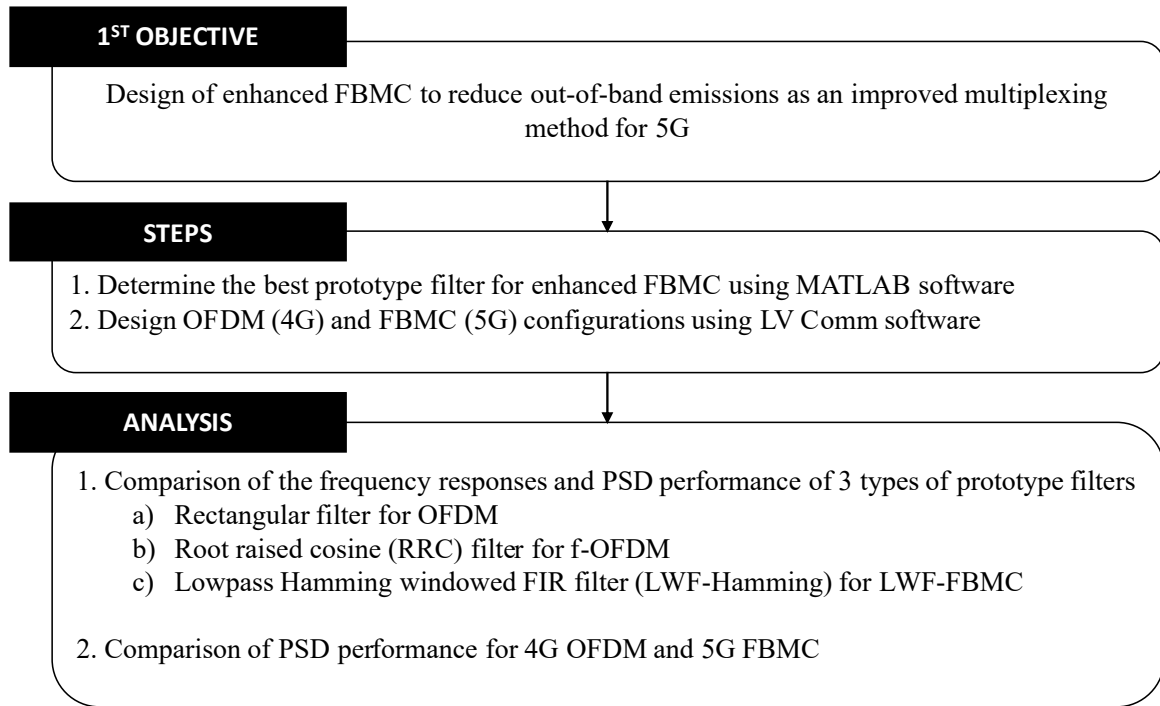 1ST OBJECTIVE
Design of enhanced FBMC to reduce out-of-band emissions as an improved multiplexing
method for 5G
STEPS
1. Determine the best prototype filter for enhanced FBMC using MATLAB software
2. Design OFDM (4G) and FBMC (5G) configurations using LV Comm software
ANALYSIS
1. Comparison of the frequency responses and PSD performance of 3 types of prototype filters
a) Rectangular filter for OFDM
b) Root raised cosine (RRC) filter for f-OFDM
c) Lowpass Hamming windowed FIR filter (LWF-Hamming) for LWF-FBMC
2. Comparison of PSD performance for 4G OFDM and 5G FBMC